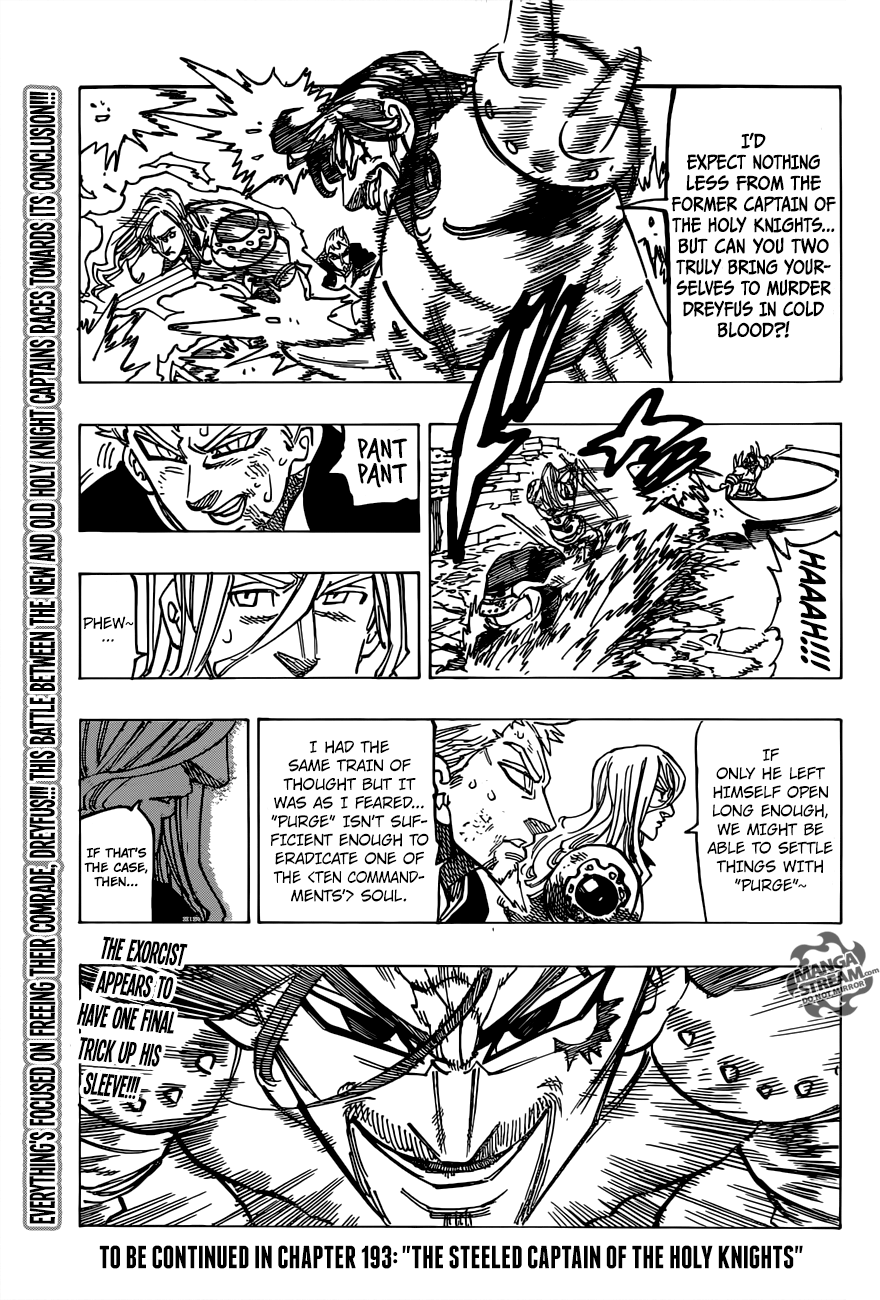 I'D
EXPECT NOTHING
LESS FROM THE
FORMER CAPTAIN OF
THE HOLY KNIGHTS...
BUT CAN YOU TWO
TRULY BRING YOUR-
SELVES TO MURDER
DREYFUS IN COLD
BLOOD?!
HAAAH!!!
PANT
PANT
PHEW~
...
IF
ONLY HE LEFT
HIMSELF OPEN
LONG ENOUGH,
WE MIGHT BE
ABLE TO SETTLE
THINGS WITH
"PURGE"~
I HAD THE
SAME TRAIN OF
THOUGHT BUT IT
WAS AS I FEARED...
"PURGE" ISN'T SUF-
FICIENT ENOUGH TO
ERADICATE ONE OF
THE <TEN COMMAND-
MENTS'> SOUL.
IF THAT'S
THE CASE,
THEN...
THE EXORCIST
APPEARS TO
HAVE ONE FINAL
TRICK UP HIS
SLEEVE!!!
EVERYTHING'S FOCUSED ON FREEING THEIR COMRADE, DREYFUS!!! THIS BATTLE BETWEEN THE NEW AND OLD HOLY KNIGHT CAPTAINS RACES TOWARDS ITS CONCLUSION!!!
MANGA
STREAM.com
DO NOT MIRROR
TO BE CONTINUED IN CHAPTER 193: "THE STEELED CAPTAIN OF THE HOLY KNIGHTS"